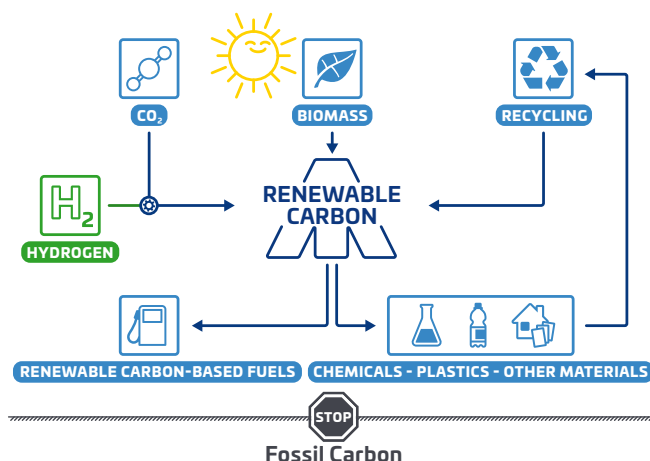 CO₂
BIOMASS
RECYCLING
H₂
RENEWABLE
CARBON
HYDROGEN
RENEWABLE CARBON-BASED FUELS
CHEMICALS - PLASTICS - OTHER MATERIALS
STOP
Fossil Carbon